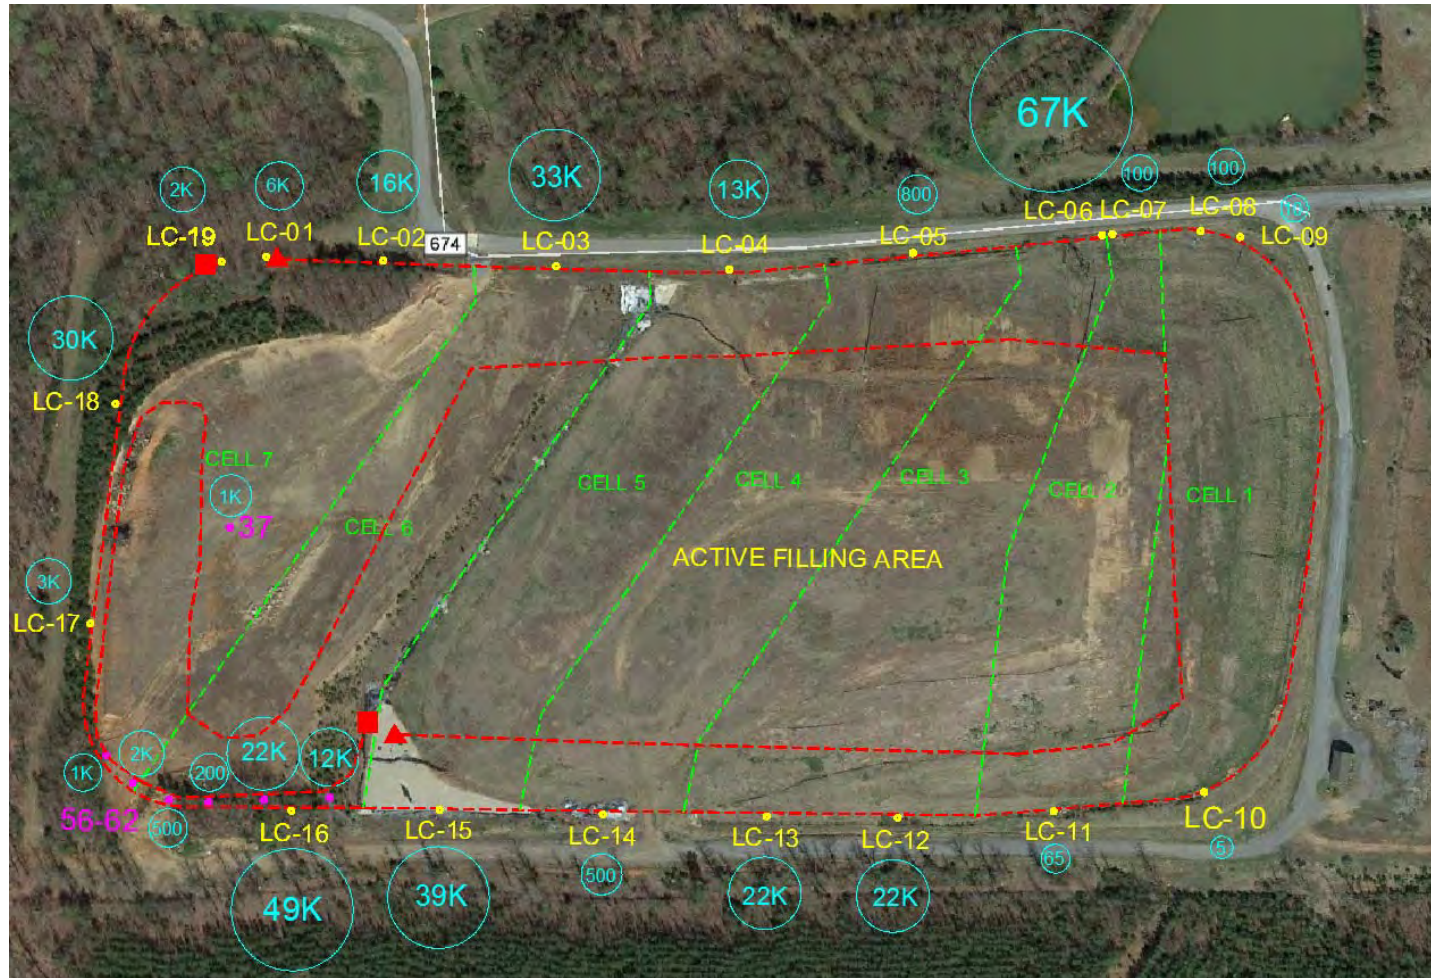 67K
2K
6K
16K
33K
13K
800
100
100
18
LC-19
LC-01
LC-02
674
LC-03
LC-04
LC-05
LC-06
LC-07
LC-08
LC-09
30K
LC-18
CELL 7
1K
37
CELL 6
CELL 5
CELL 4
CELL 3
CELL 2
CELL 1
ACTIVE FILLING AREA
3K
LC-17
1K
2K
200
22K
12K
56-62
500
LC-16
LC-15
LC-14
LC-13
LC-12
LC-11
LC-10
49K
39K
500
22K
22K
65
5